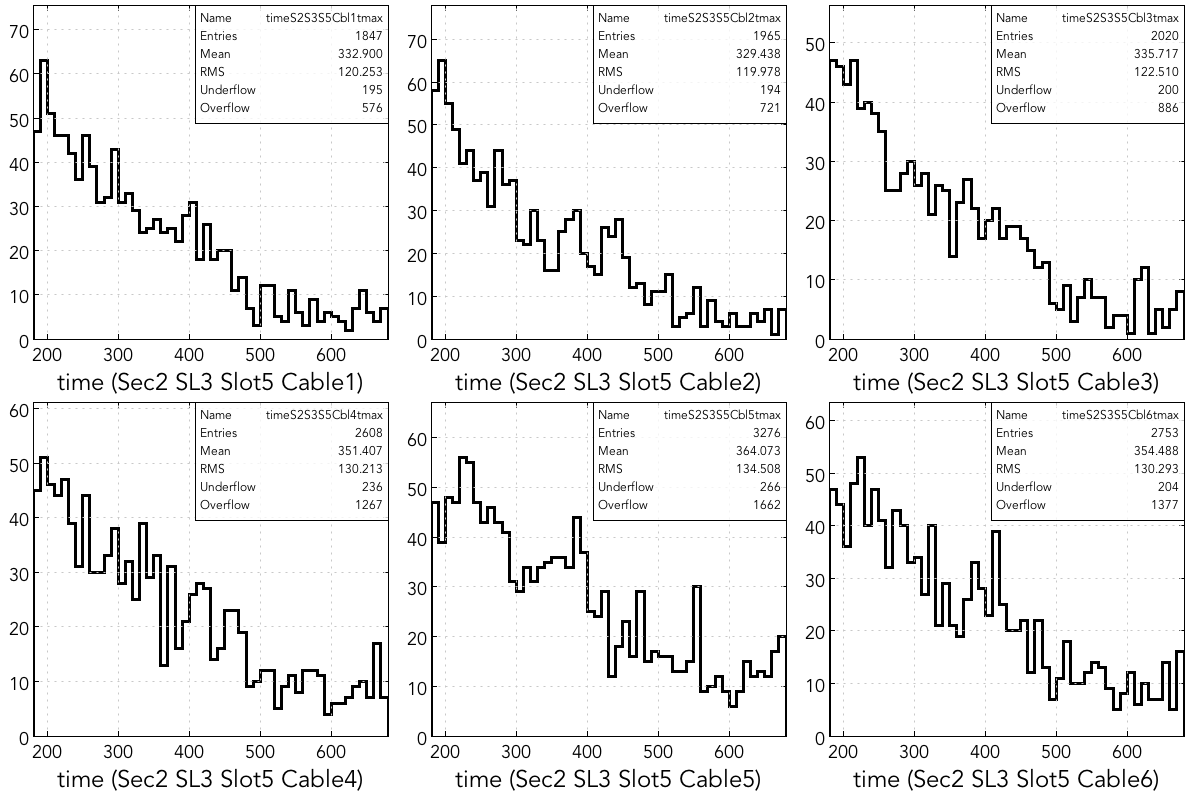 Name timeS2S3S5Cbl1tmax
Entries 1847
Mean 332.900
RMS 120.253
Underflow 195
Overflow 576
70
60
50
40
30
20
10
0
200 300 400 500 600
time (Sec2 SL3 Slot5 Cable1)
Name timeS2S3S5Cbl2tmax
Entries 1965
Mean 329.438
RMS 119.978
Underflow 194
Overflow 721
70
60
50
40
30
20
10
0
200 300 400 500 600
time (Sec2 SL3 Slot5 Cable2)
Name timeS2S3S5Cbl3tmax
Entries 2020
Mean 335.717
RMS 122.510
Underflow 200
Overflow 886
50
40
30
20
10
0
200 300 400 500 600
time (Sec2 SL3 Slot5 Cable3)
Name timeS2S3S5Cbl4tmax
Entries 2608
Mean 351.407
RMS 130.213
Underflow 236
Overflow 1267
60
50
40
30
20
10
0
200 300 400 500 600
time (Sec2 SL3 Slot5 Cable4)
Name timeS2S3S5Cbl5tmax
Entries 3276
Mean 364.073
RMS 134.508
Underflow 266
Overflow 1662
60
50
40
30
20
10
0
200 300 400 500 600
time (Sec2 SL3 Slot5 Cable5)
Name timeS2S3S5Cbl6tmax
Entries 2753
Mean 354.488
RMS 130.293
Underflow 204
Overflow 1377
60
50
40
30
20
10
0
200 300 400 500 600
time (Sec2 SL3 Slot5 Cable6)